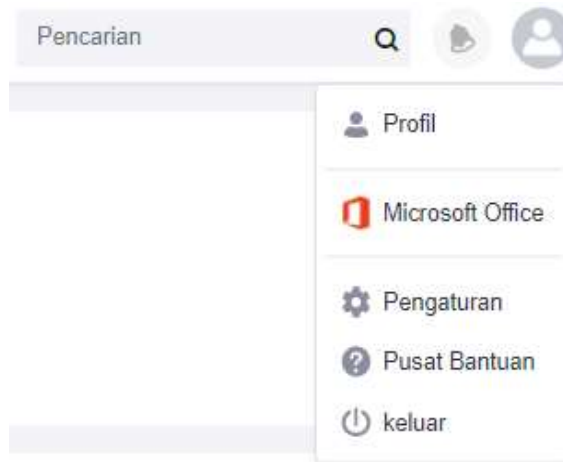 Pencarian
Profil
Microsoft Office
Pengaturan
Pusat Bantuan
keluar